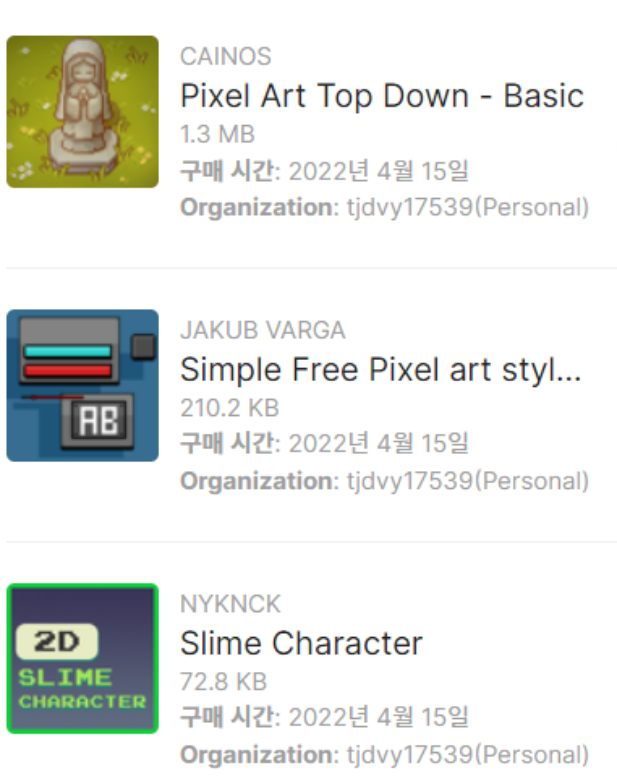 CAINOS
Pixel Art Top Down - Basic
1.3 MB
구매 시간: 2022년 4월 15일
Organization: tjdvy17539(Personal)
AB
JAKUB VARGA
Simple Free Pixel art styl...
210.2 KB
구매 시간: 2022년 4월 15일
Organization: tjdvy17539(Personal)
2D
SLIME
CHARACTER
NYKNCK
Slime Character
72.8 KB
구매 시간: 2022년 4월 15일
Organization: tjdvy17539(Personal)